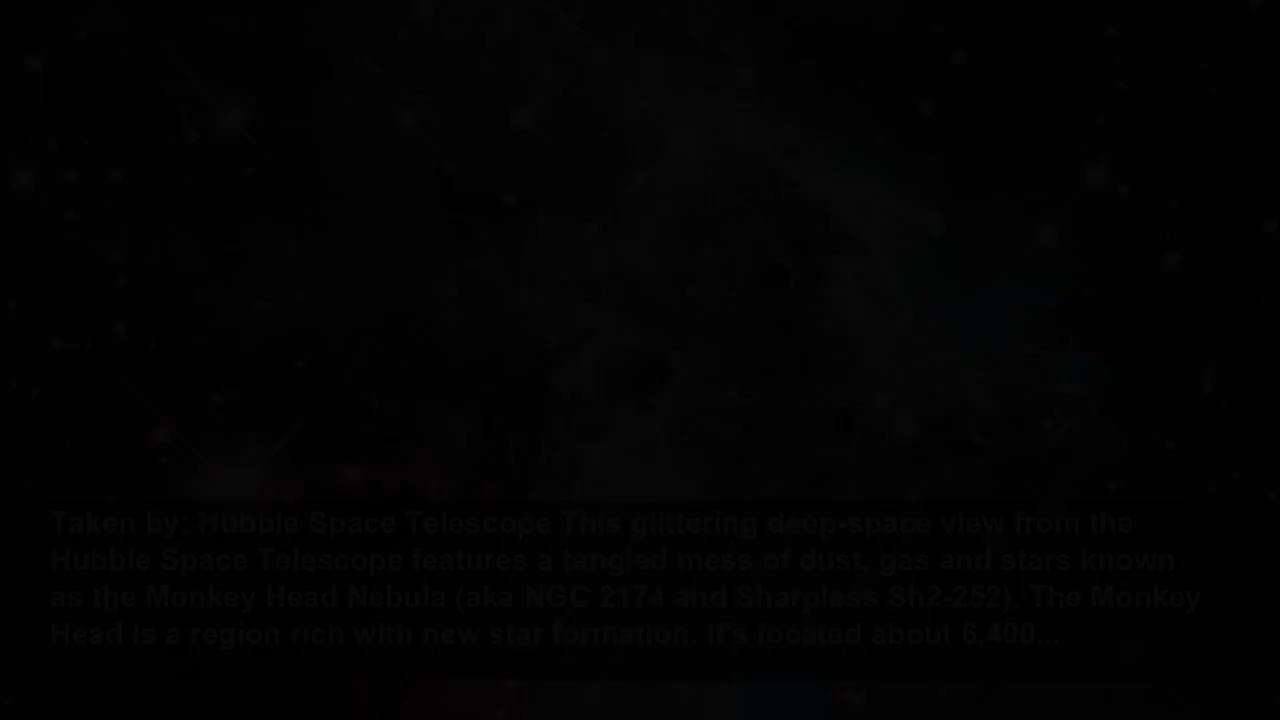 Taken by: Hubble Space Telescope This glittering deep-space view from the
Hubble Space Telescope features a tangled mess of dust, gas and stars known
as the Monkey Head Nebula (aka NGC 2174 and Sharpless Sh2-252). The Monkey
Head is a region rich with new star formation. It's located about 6,400...